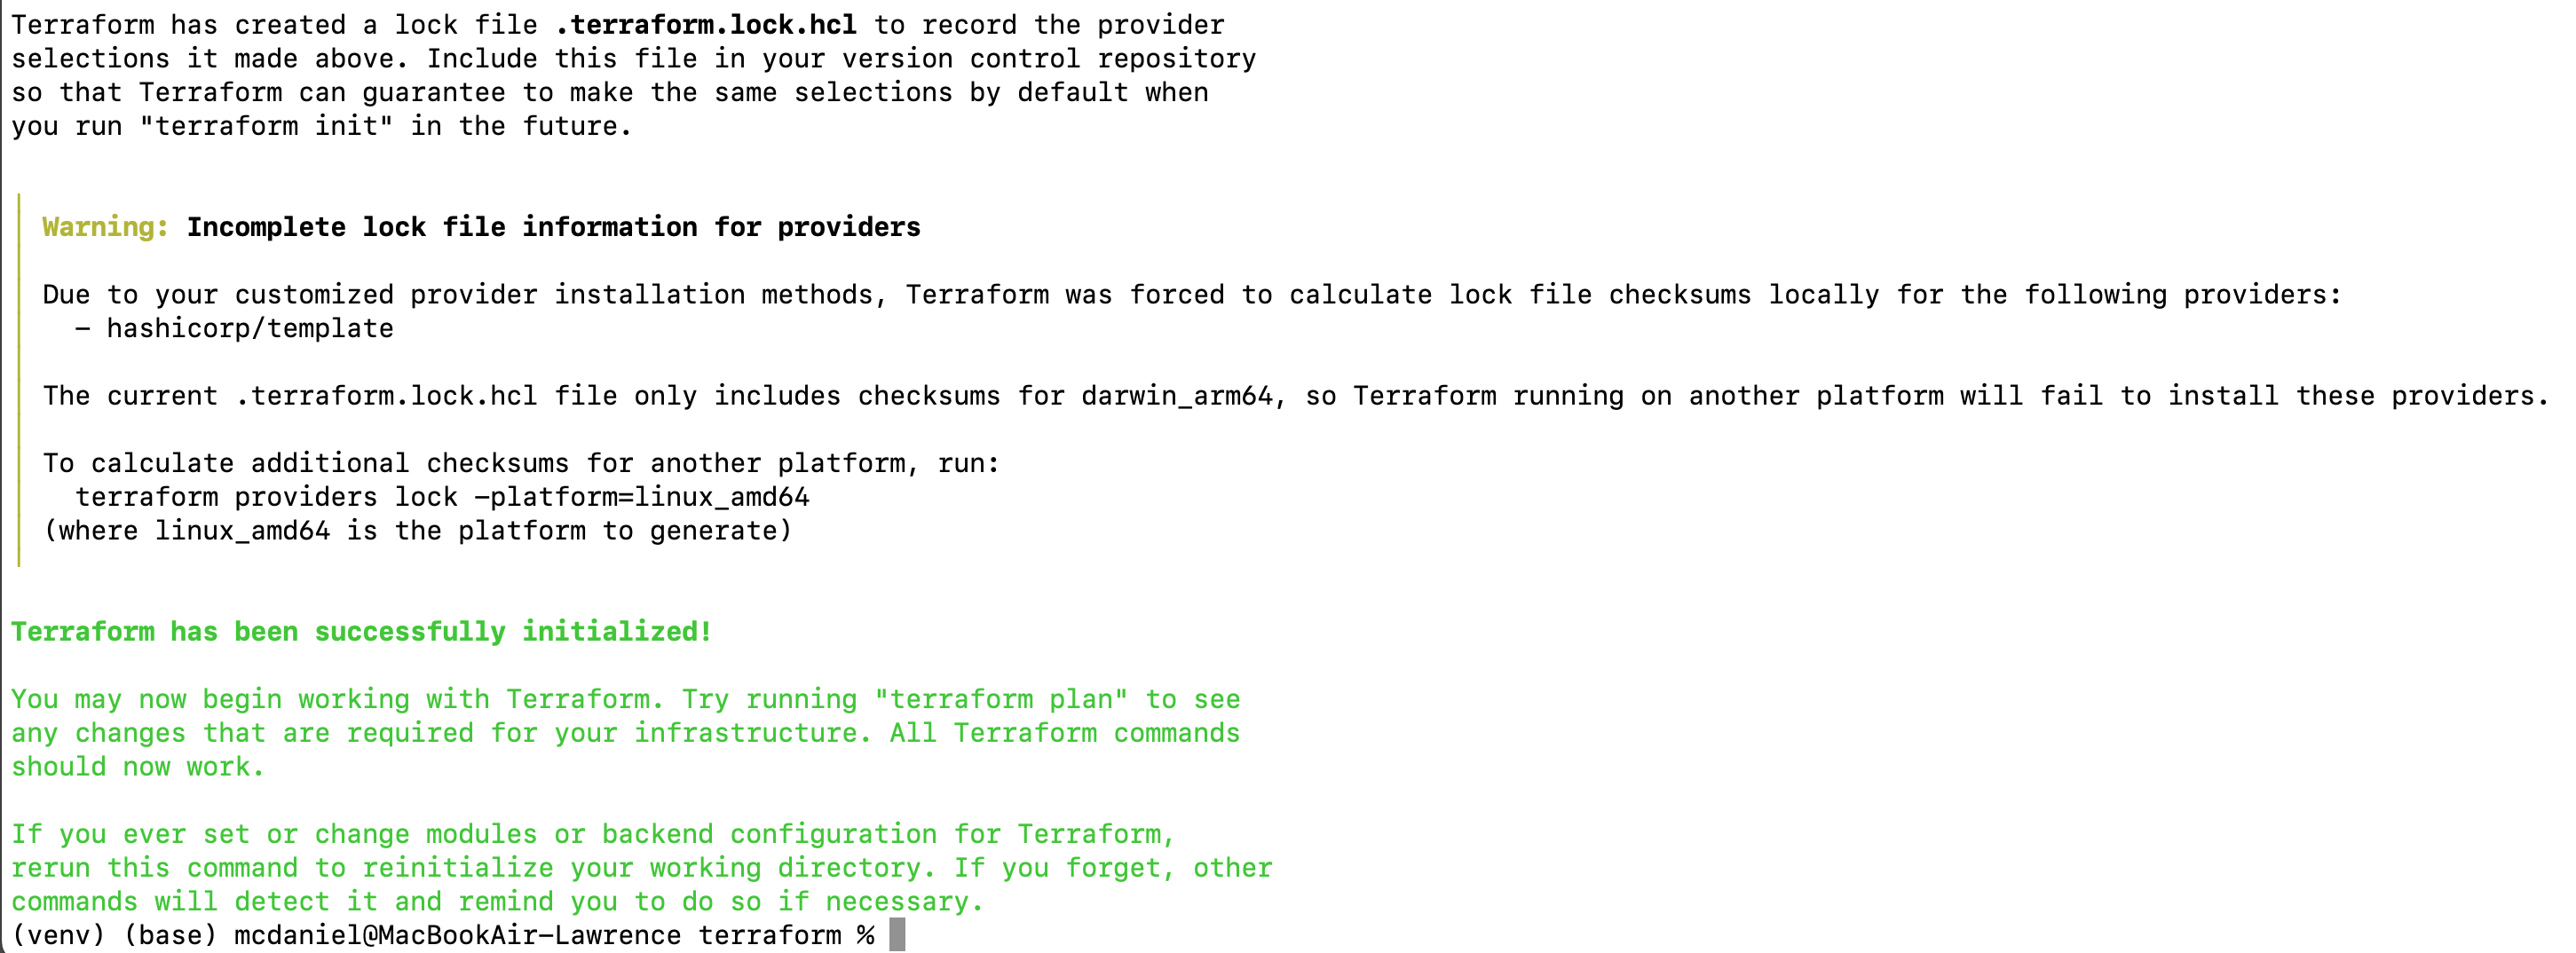 Terraform has created a lock file .terraform.lock.hcl to record the provider
selections it made above. Include this file in your version control repository
so that Terraform can guarantee to make the same selections by default when
you run "terraform init" in the future.
Warning: Incomplete lock file information for providers
Due to your customized provider installation methods, Terraform was forced to calculate lock file checksums locally for the following providers:
- hashicorp/template
The current .terraform.lock.hcl file only includes checksums for darwin_arm64, so Terraform running on another platform will fail to install these providers.
To calculate additional checksums for another platform, run:
terraform providers lock -platform=linux_amd64
(where linux_amd64 is the platform to generate)
Terraform has been successfully initialized!
You may now begin working with Terraform. Try running "terraform plan" to see
any changes that are required for your infrastructure. All Terraform commands
should now work.
If you ever set or change modules or backend configuration for Terraform,
rerun this command to reinitialize your working directory. If you forget, other
commands will detect it and remind you to do so if necessary.
(venv) (base) mcdaniel@MacBookAir-Lawrence terraform %